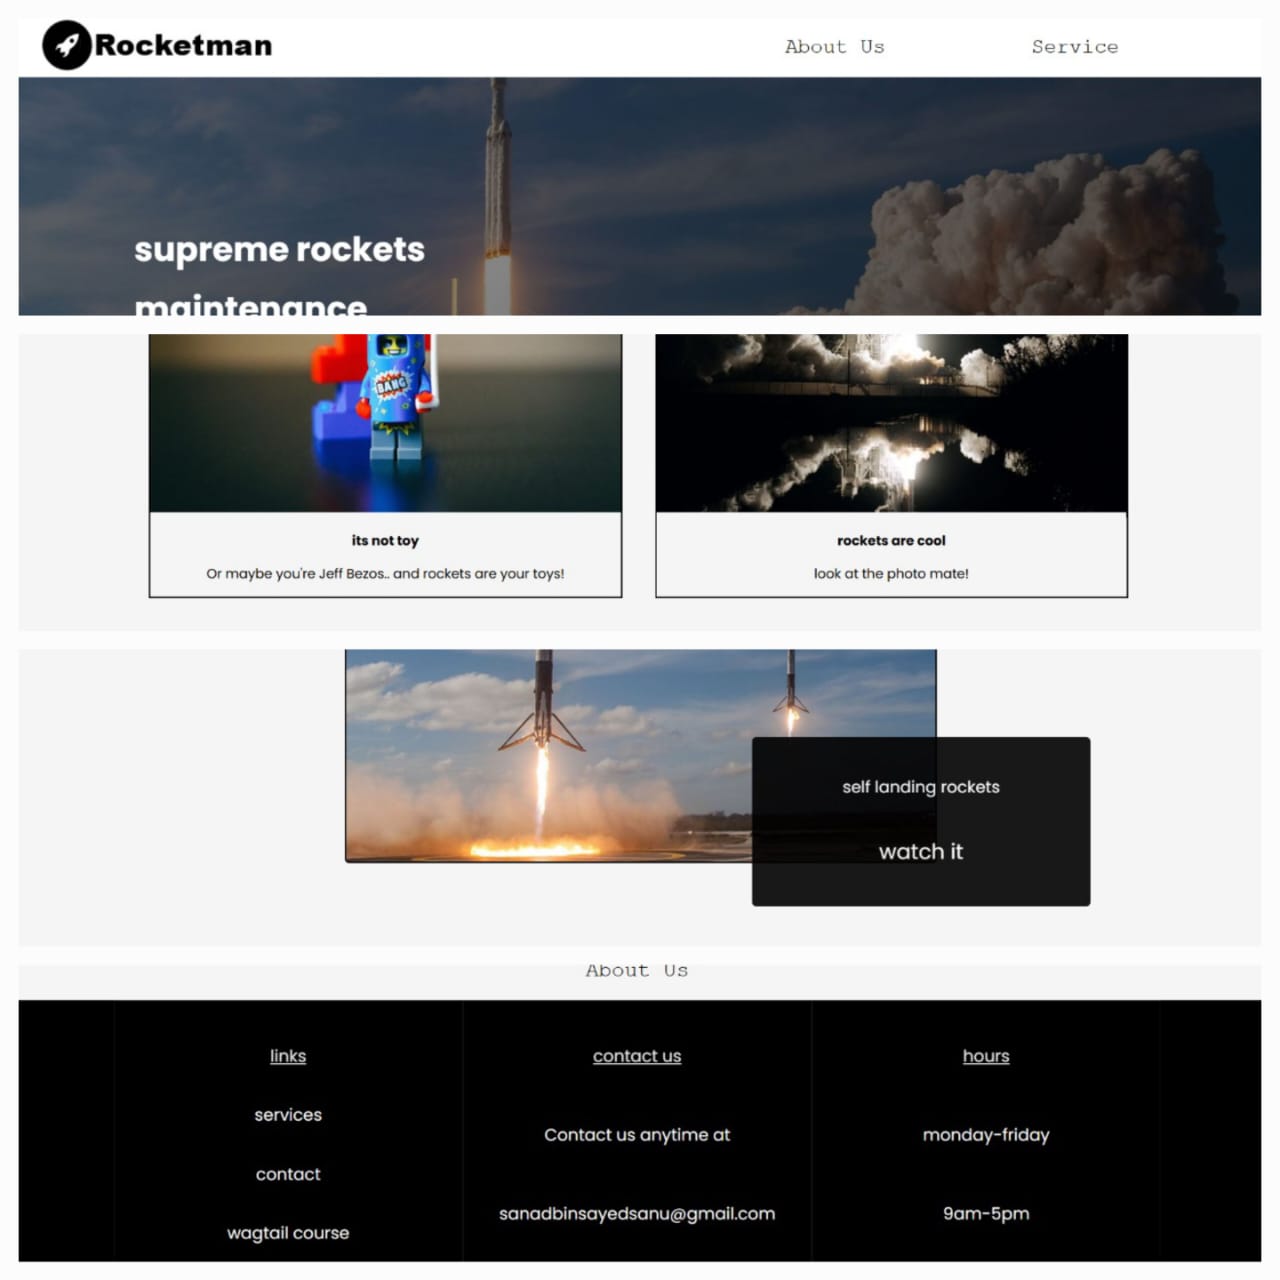 Rocketman
About Us
Service
supreme rockets
maintenance
BANG
its not toy
Or maybe you're Jeff Bezos.. and rockets are your toys!
rockets are cool
look at the photo mate!
self landing rockets
watch it
About Us
links
services
contact
wagtail course
contact us
Contact us anytime at
sanadbinsayedsanu@gmail.com
hours
monday-friday
9am-5pm